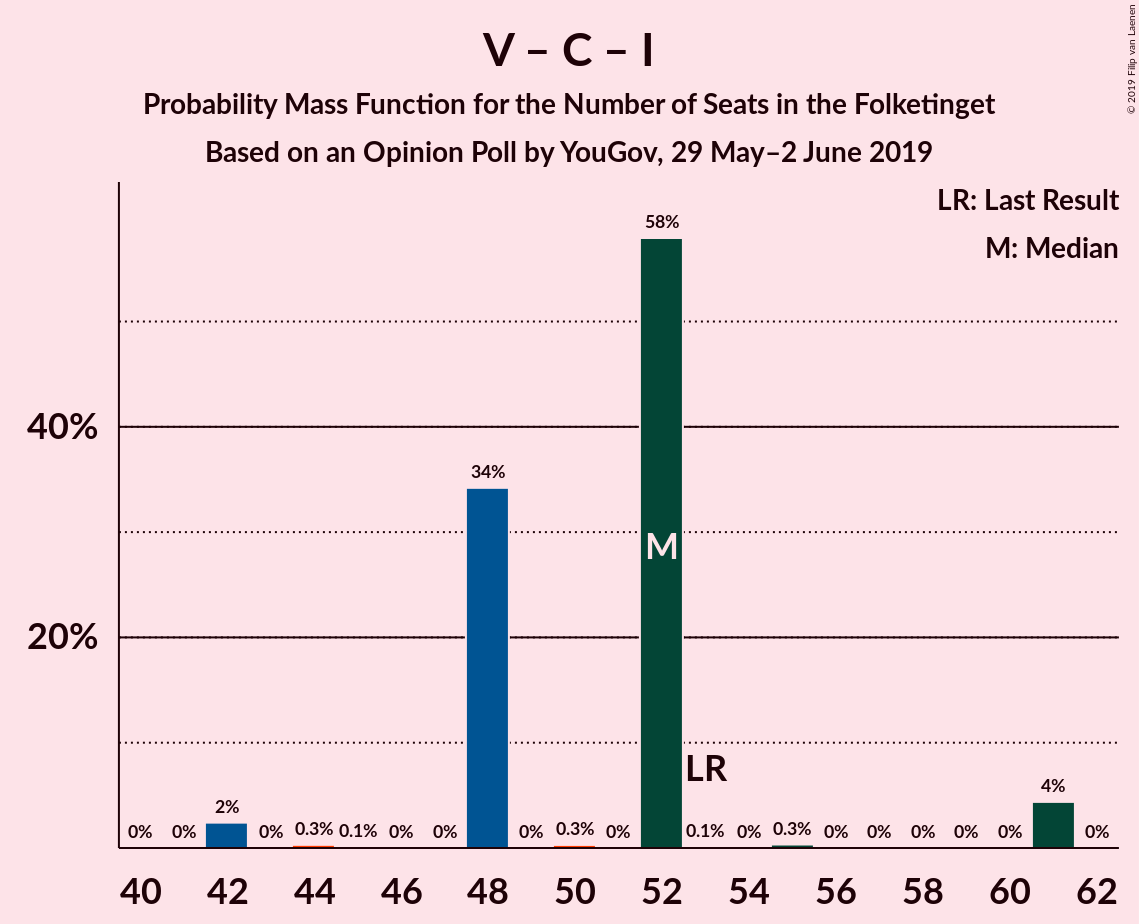 V – C – I
Probability Mass Function for the Number of Seats in the Folketinget
Based on an Opinion Poll by YouGov, 29 May–2 June 2019
© 2019 Filip van Laenen
LR: Last Result
M: Median
58%
40%
34%
M
20%
LR
4%
2%
0% 0% 0% 0.3% 0.1% 0% 0% 0% 0.3% 0% 0.1% 0% 0.3% 0% 0% 0% 0% 0% 0%
40 42 44 46 48 50 52 54 56 58 60 62